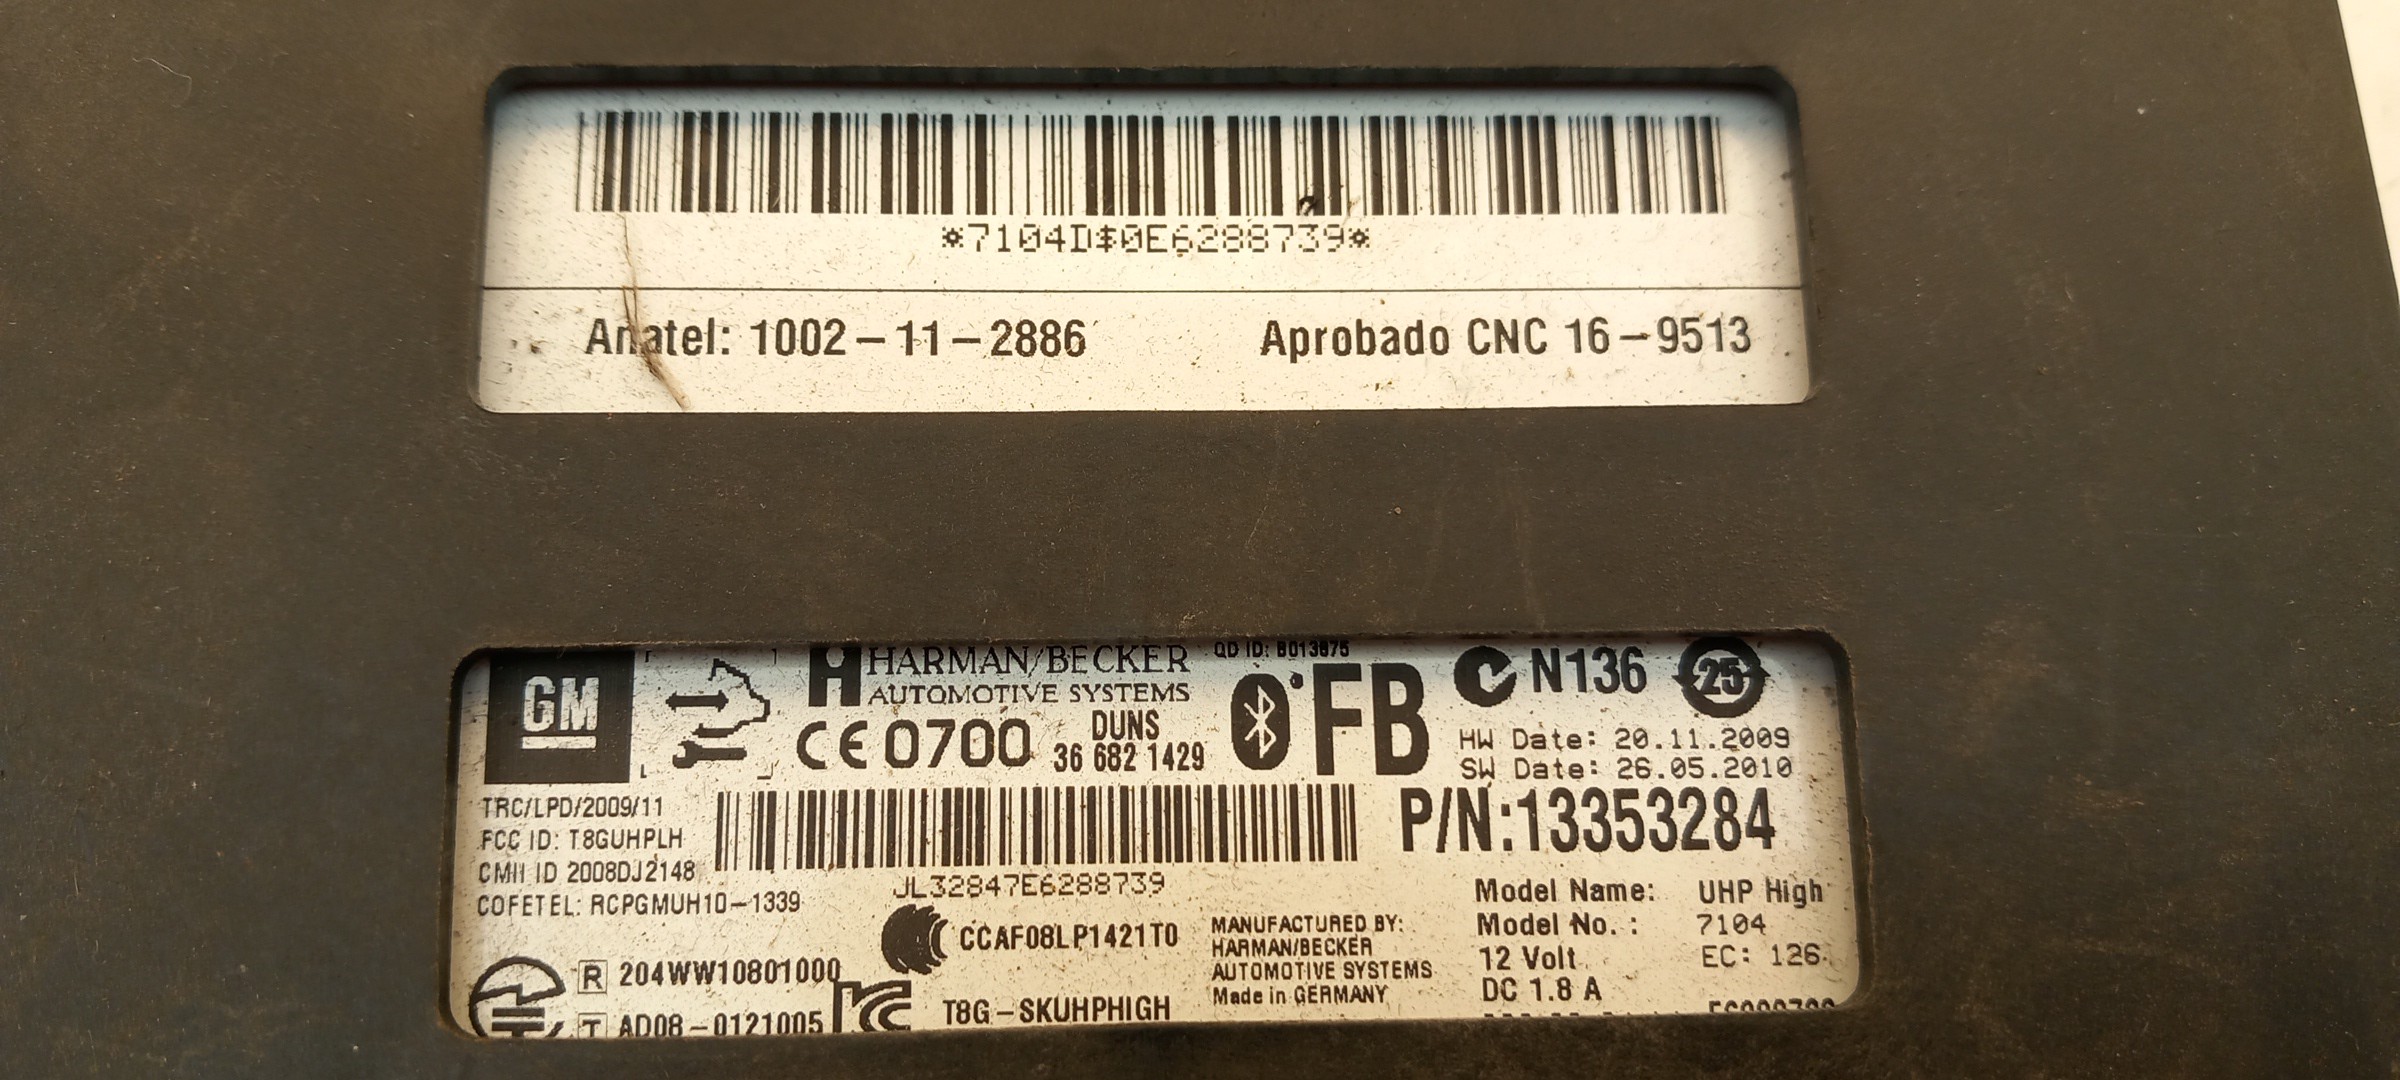 *7104D$0E6288739*
Anatel: 1002-11-2886 Aprobado CNC 16-9513
GM
HARMAN/BECKER
AUTOMOTIVE SYSTEMS
QD ID: B013875
CE 0700
DUNS
36 682 1429
FB
N136
25
HW Date: 20.11.2009
SW Date: 26.05.2010
TRC/LPD/2009/11
FCC ID: T8GUHPLH
CMII ID 2008DJ2148
COFETEL: RCPGMUH10-1339
JL32847E6288739
P/N:13353284
CCAF08LP1421T0
R 204WW10801000
T AD08-0121005
T8G-SKUHPHIGH
MANUFACTURED BY:
HARMAN/BECKER
AUTOMOTIVE SYSTEMS
Made in GERMANY
Model Name: UHP High
Model No. : 7104
12 Volt EC: 126
DC 1.8 A